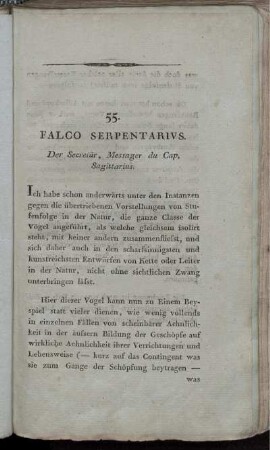 55.
FALCO SERPENTARIVS.
Der Secretär, Messager du Cap,
Sagittarius.
Ich habe schon anderwärts unter den Instanzen
gegen die übertriebenen Vorstellungen von Stu-
fenfolge in der Natur, die ganze Classe der
Vögel angeführt, als welche gleichsam isolirt
steht, mit keiner andern zusammenfließt, und
sich daher auch in den scharfsinnigsten und
kunstreichsten Entwürfen von Kette oder Leiter
in der Natur, nicht ohne sichtlichen Zwang
unterbringen lässt.
Hier dieser Vogel kann nun zu Einem Bey-
spiel statt vieler dienen, wie wenig vollends
in einzelnen Fällen von scheinbarer Aehnlich-
keit in der äußern Bildung der Geschöpfe auf
wirkliche Aehnlichkeit ihrer Verrichtungen und
Lebensweise (— kurz auf das Contingent was
sie zum Gange der Schöpfung beytragen —
was